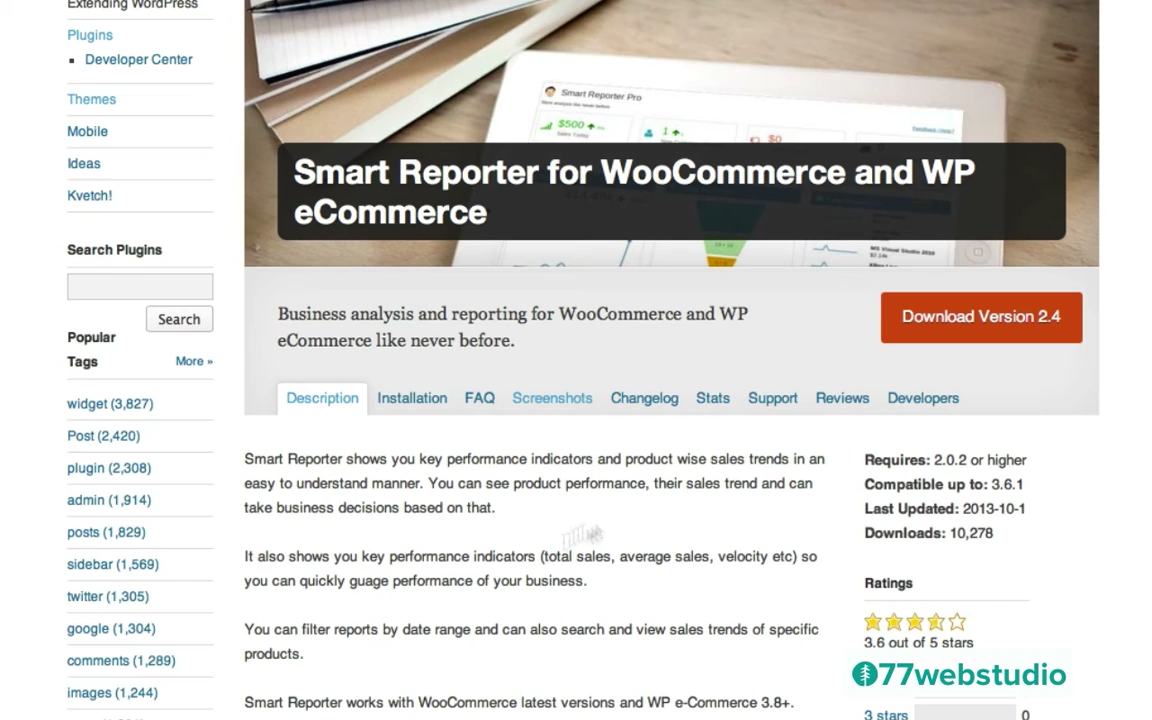 Extending WordPress
Plugins
Developer Center
Themes
Mobile
Ideas
Kvetch!
Search Plugins
Search
Popular
Tags
More »
widget (3,827)
Post (2,420)
plugin (2,308)
admin (1,914)
posts (1,829)
sidebar (1,569)
twitter (1,305)
google (1,304)
comments (1,289)
images (1,244)
Smart Reporter Pro
$500
Sales Today
1
$0
Smart Reporter for WooCommerce and WP
eCommerce
MS Visual Studio 2010
Business analysis and reporting for WooCommerce and WP
eCommerce like never before.
Download Version 2.4
Description
Installation
FAQ
Screenshots
Changelog
Stats
Support
Reviews
Developers
Smart Reporter shows you key performance indicators and product wise sales trends in an
easy to understand manner. You can see product performance, their sales trend and can
take business decisions based on that.
It also shows you key performance indicators (total sales, average sales, velocity etc) so
you can quickly guage performance of your business.
You can filter reports by date range and can also search and view sales trends of specific
products.
Smart Reporter works with WooCommerce latest versions and WP e-Commerce 3.8+.
Requires: 2.0.2 or higher
Compatible up to: 3.6.1
Last Updated: 2013-10-1
Downloads: 10,278
Ratings
3.6 out of 5 stars
77webstudio
3 stars
0